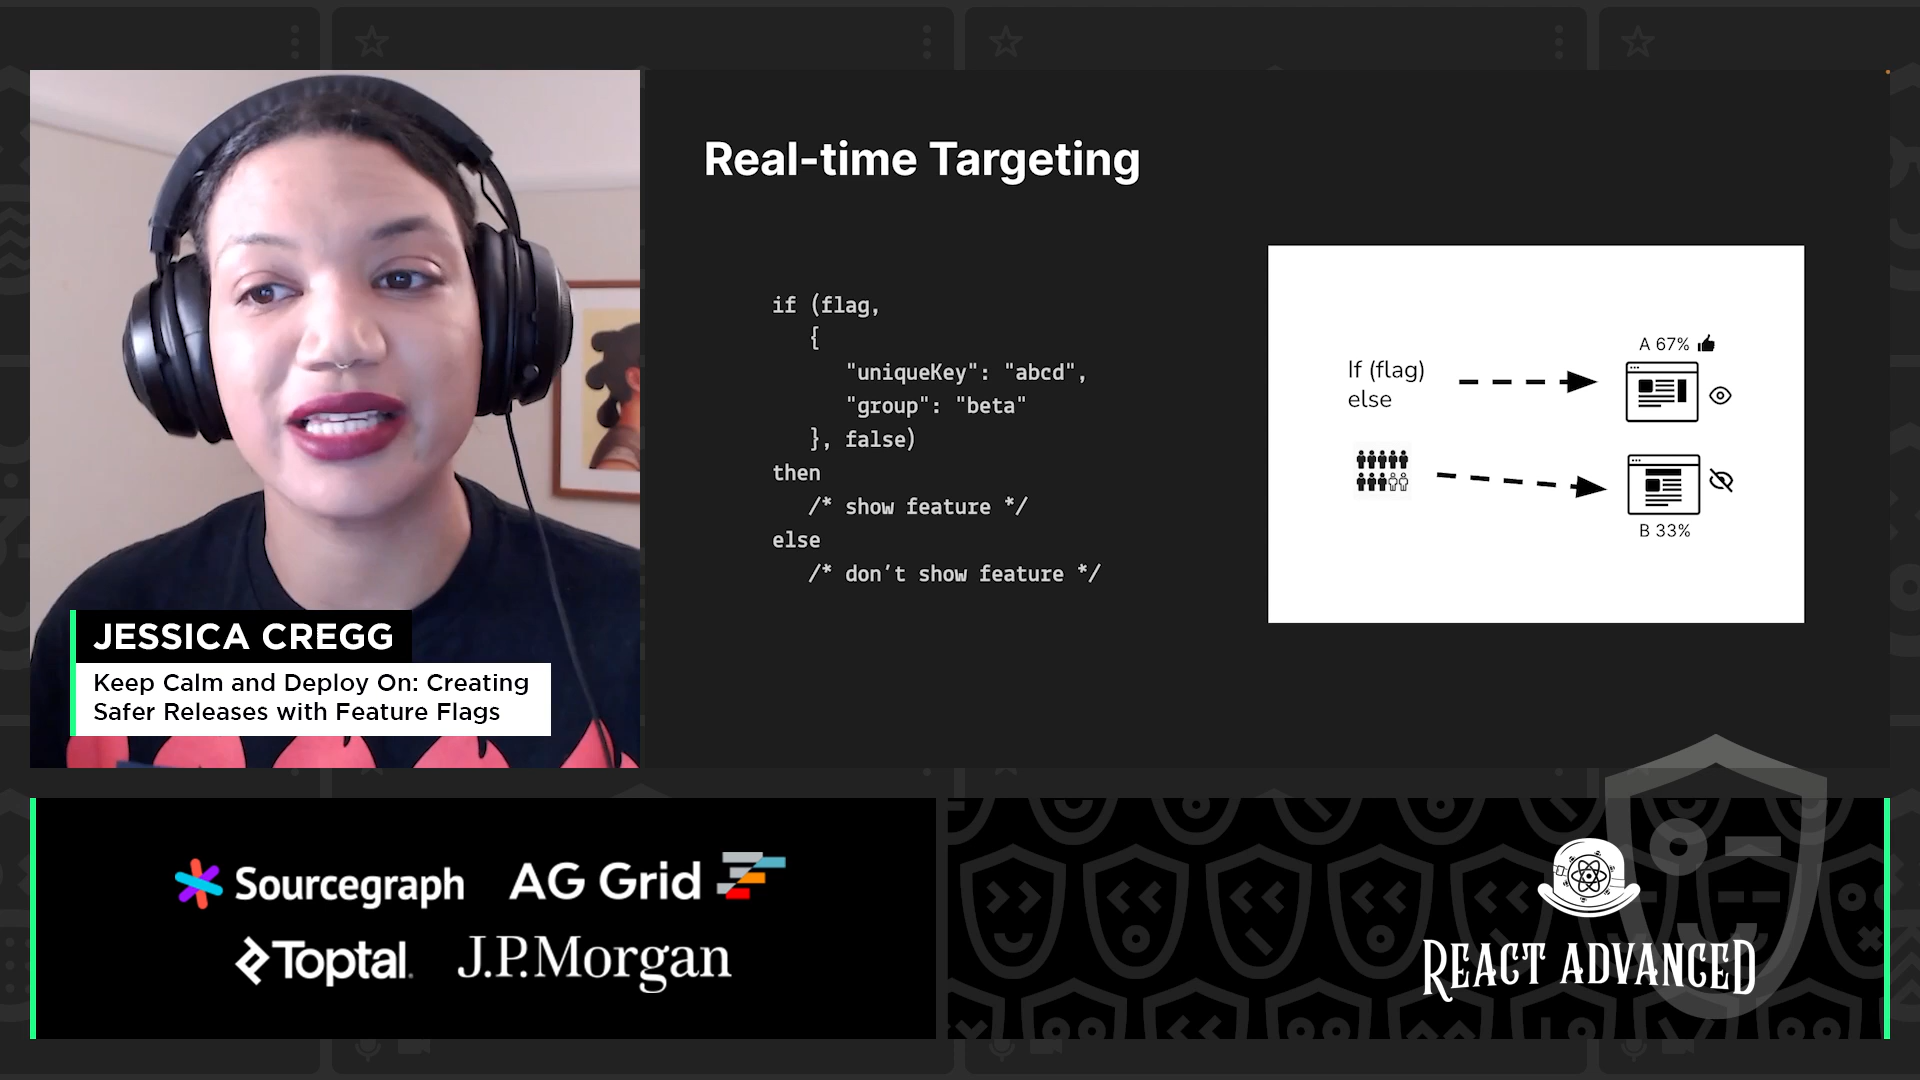 Real-time Targeting
if (flag,
{
"uniqueKey": "abcd",
"group": "beta"
}, false)
then
/* show feature */
else
/* don’t show feature */
If (flag)
else
A 67%
B 33%
JESSICA CREGG
Keep Calm and Deploy On: Creating
Safer Releases with Feature Flags
Sourcegraph
AG Grid
Toptal.
J.P.Morgan
REACT ADVANCED